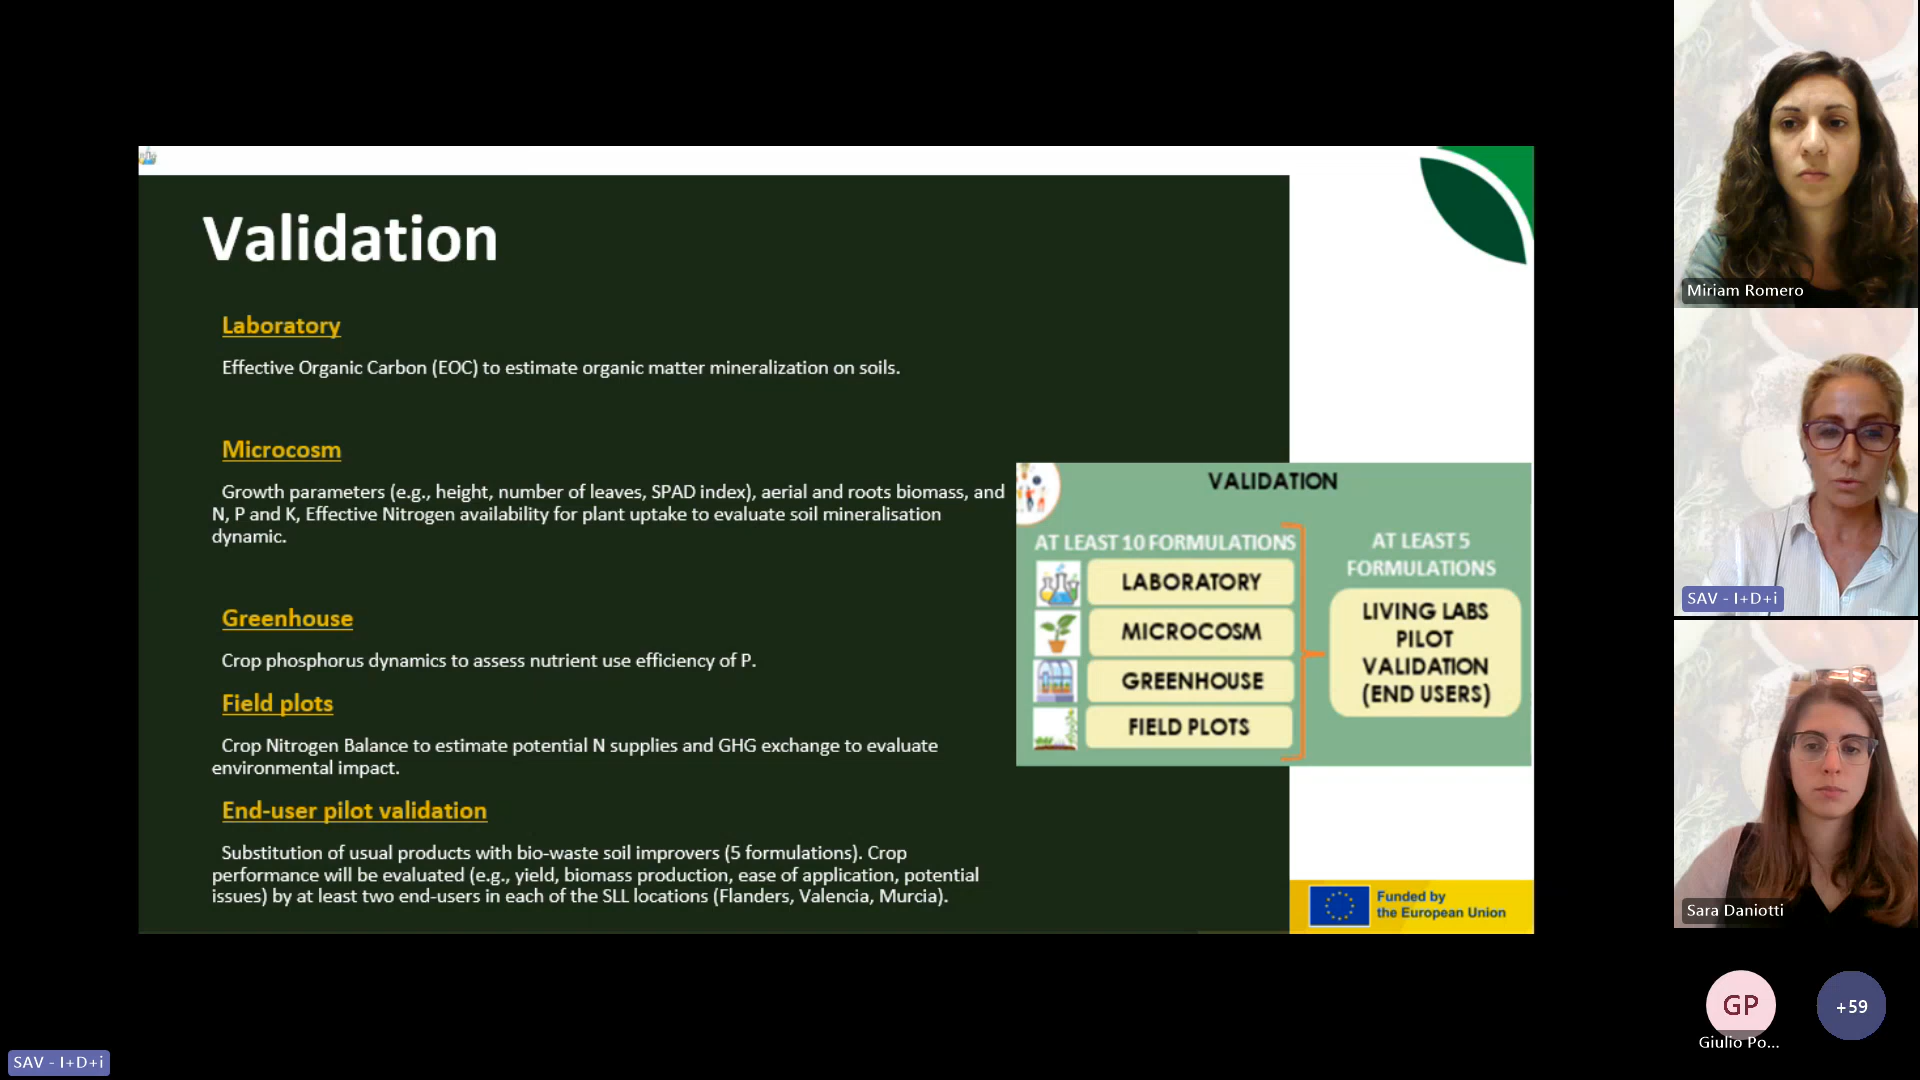 Validation
Laboratory
Effective Organic Carbon (EOC) to estimate organic matter mineralization on soils.
Microcosm
Growth parameters (e.g., height, number of leaves, SPAD index), aerial and roots biomass, and
N, P and K, Effective Nitrogen availability for plant uptake to evaluate soil mineralisation
dynamic.
Greenhouse
Crop phosphorus dynamics to assess nutrient use efficiency of P.
Field plots
Crop Nitrogen Balance to estimate potential N supplies and GHG exchange to evaluate
environmental impact.
End-user pilot validation
Substitution of usual products with bio-waste soil improvers (5 formulations). Crop
performance will be evaluated (e.g., yield, biomass production, ease of application, potential
issues) by at least two end-users in each of the SLL locations (Flanders, Valencia, Murcia).
VALIDATION
AT LEAST 10 FORMULATIONS
LABORATORY
MICROCOSM
GREENHOUSE
FIELD PLOTS
AT LEAST 5
FORMULATIONS
LIVING LABS
PILOT
VALIDATION
(END USERS)
Funded by
the European Union
Miriam Romero
SAV - I+D+i
Sara Daniotti
GP
Giulio Po...
+59
SAV - I+D+i